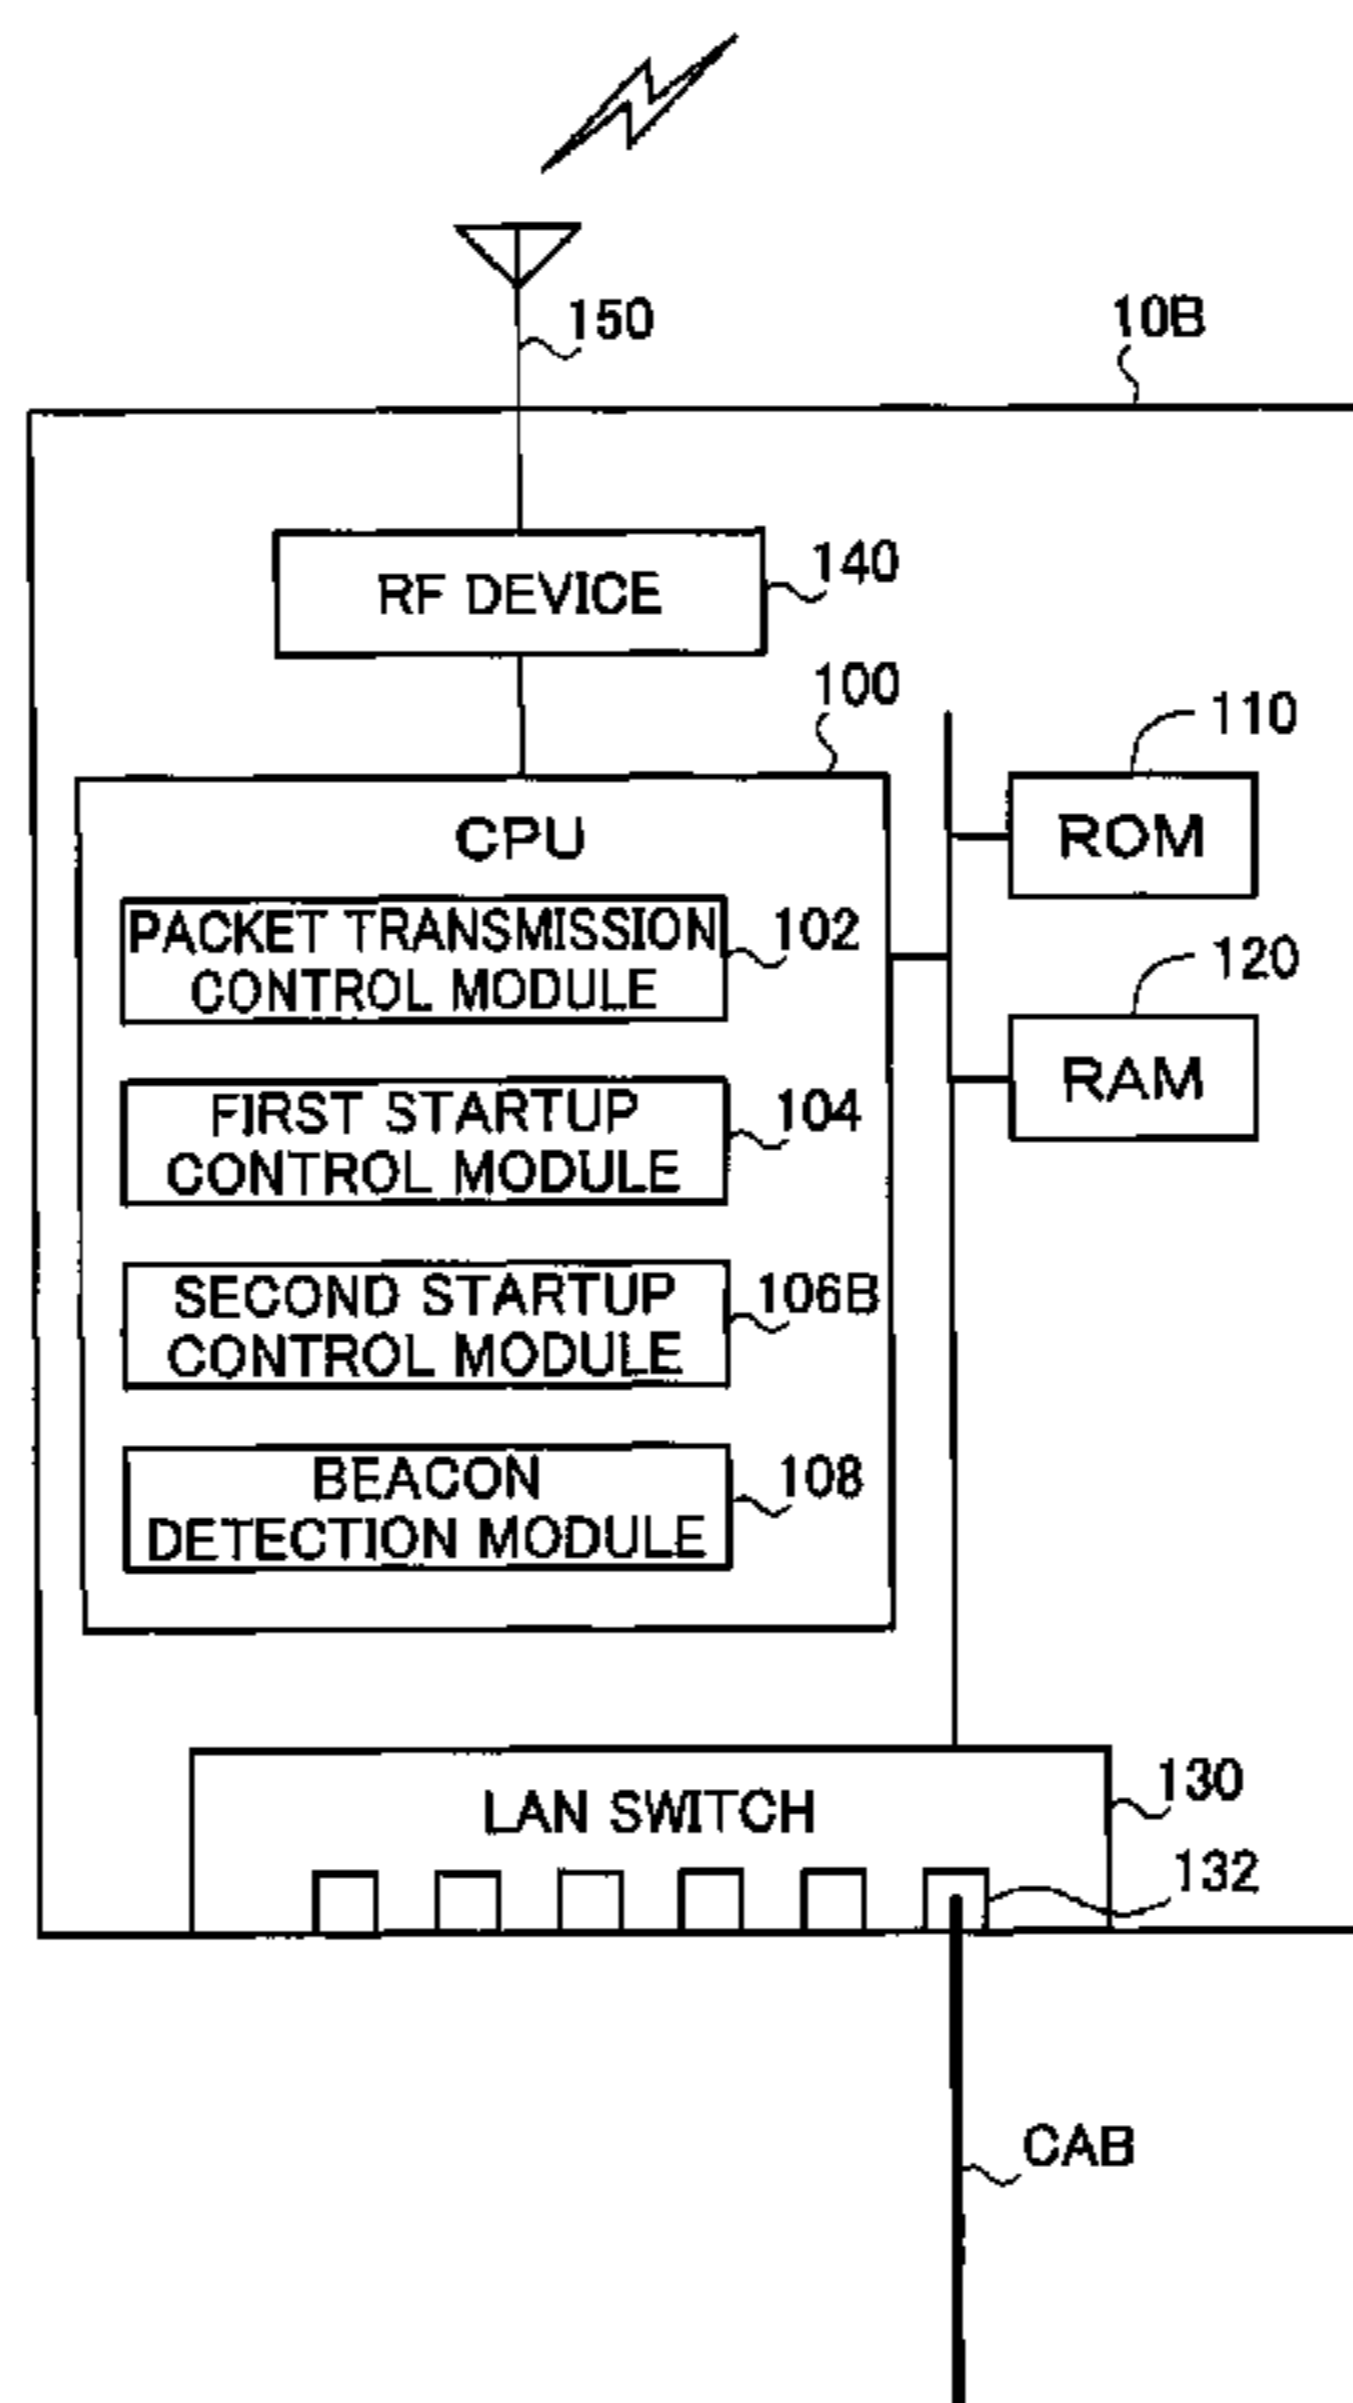 150
10B
RF DEVICE
140
100
110
CPU
ROM
PACKET TRANSMISSION
CONTROL MODULE
102
120
RAM
FIRST STARTUP
CONTROL MODULE
104
SECOND STARTUP
CONTROL MODULE
106B
BEACON
DETECTION MODULE
108
LAN SWITCH
130
132
CAB